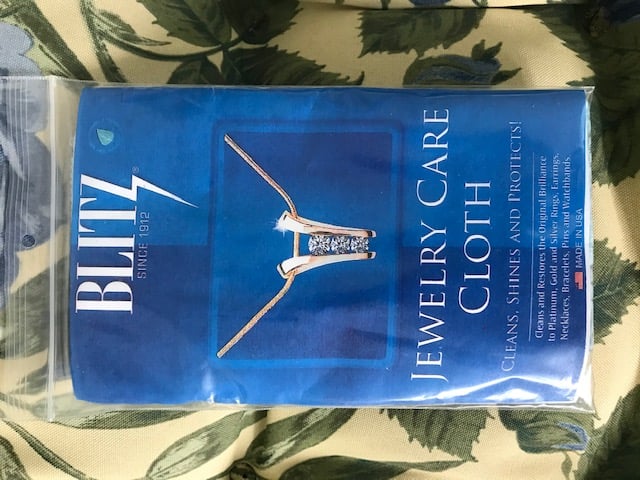 BLITZ®
SINCE 1912
JEWELRY CARE
CLOTH
CLEANS, SHINES AND PROTECTS!
Cleans and Restores the Original Brilliance
to Platinum, Gold and Silver Rings, Earrings,
Necklaces, Bracelets, Pins and Watchbands
MADE IN USA